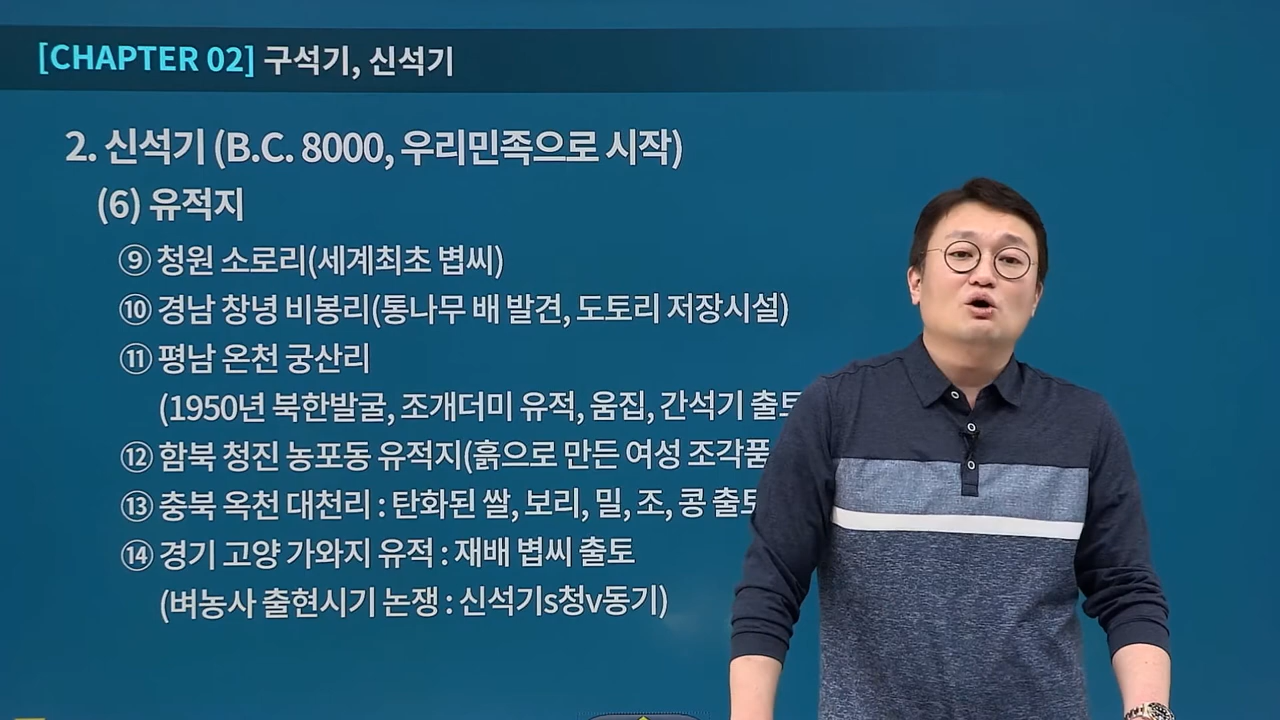 [CHAPTER 02] 구석기, 신석기
2. 신석기 (B.C. 8000, 우리민족으로 시작)
(6) 유적지
⑨ 청원 소로리(세계최초 볍씨)
⑩ 경남 창녕 비봉리(통나무 배 발견, 도토리 저장시설)
⑪ 평남 온천 궁산리
(1950년 북한발굴, 조개더미 유적, 움집, 간석기 출토
⑫ 함북 청진 농포동 유적지(흙으로 만든 여성 조각품
⑬ 충북 옥천 대천리 : 탄화된 쌀, 보리, 밀, 조, 콩 출토
⑭ 경기 고양 가와지 유적 : 재배 볍씨 출토
(벼농사 출현시기 논쟁 : 신석기s청v동기)